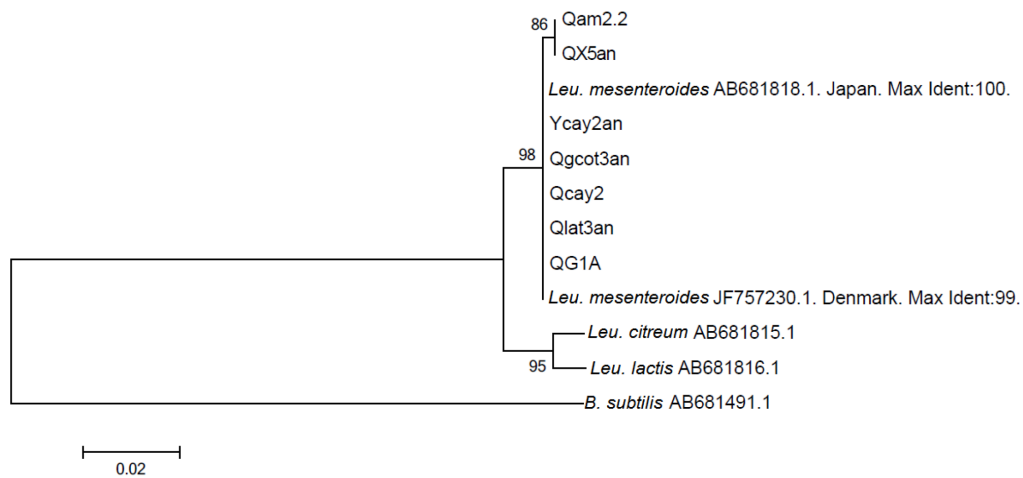 86
Qam2.2
QX5an
Leu. mesenteroides AB681818.1. Japan. Max Ident:100.
Ycay2an
98
Qgcot3an
Qcay2
Qlat3an
QG1A
Leu. mesenteroides JF757230.1. Denmark. Max Ident:99.
Leu. citreum AB681815.1
95
Leu. lactis AB681816.1
B. subtilis AB681491.1
0.02